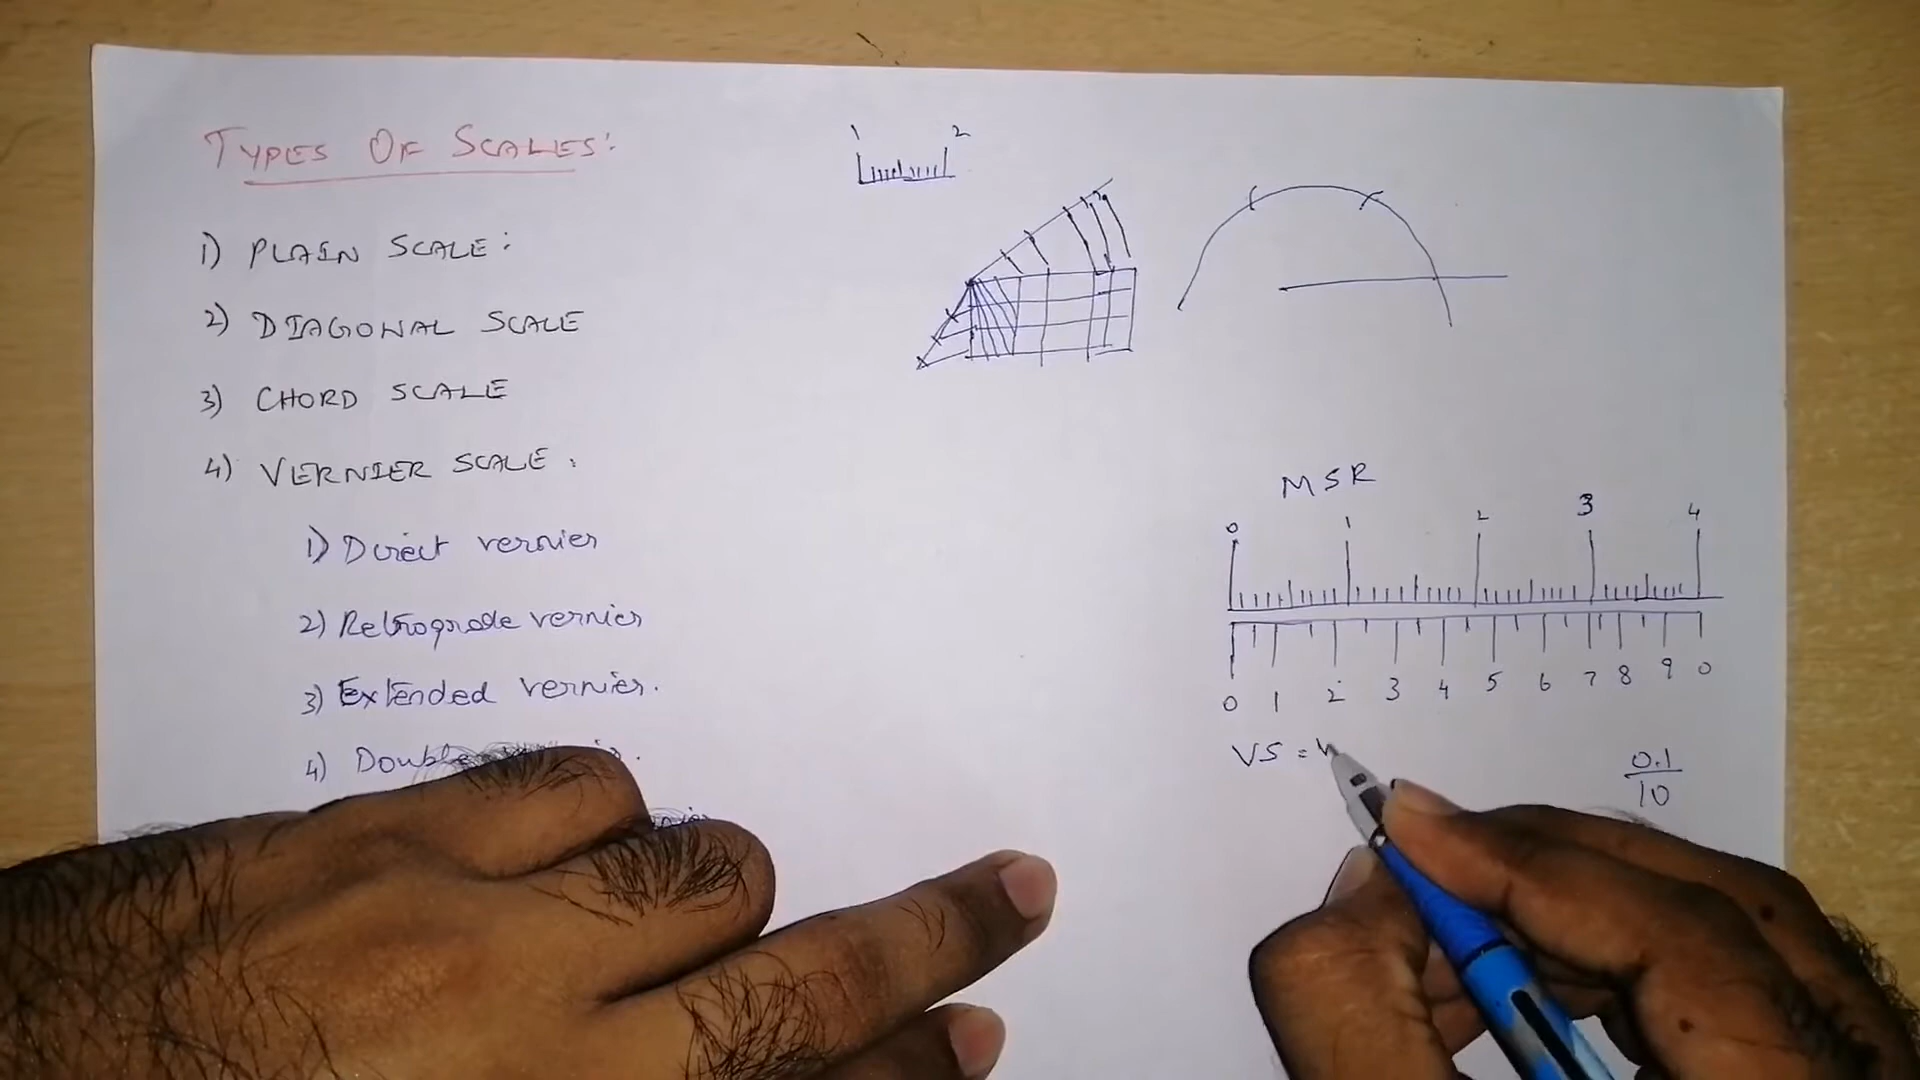 TYPES OF SCALES:
1) PLAIN SCALE:
2) DIAGONAL SCALE
3) CHORD SCALE
4) VERNIER SCALE:
1) Direct vernier
2) Retrograde vernier
3) Extended vernier.
4) Double
1 2
MSR
0 1 2 3 4
0 1 2 3 4 5 6 7 8 9 0
VS =
0.1
10